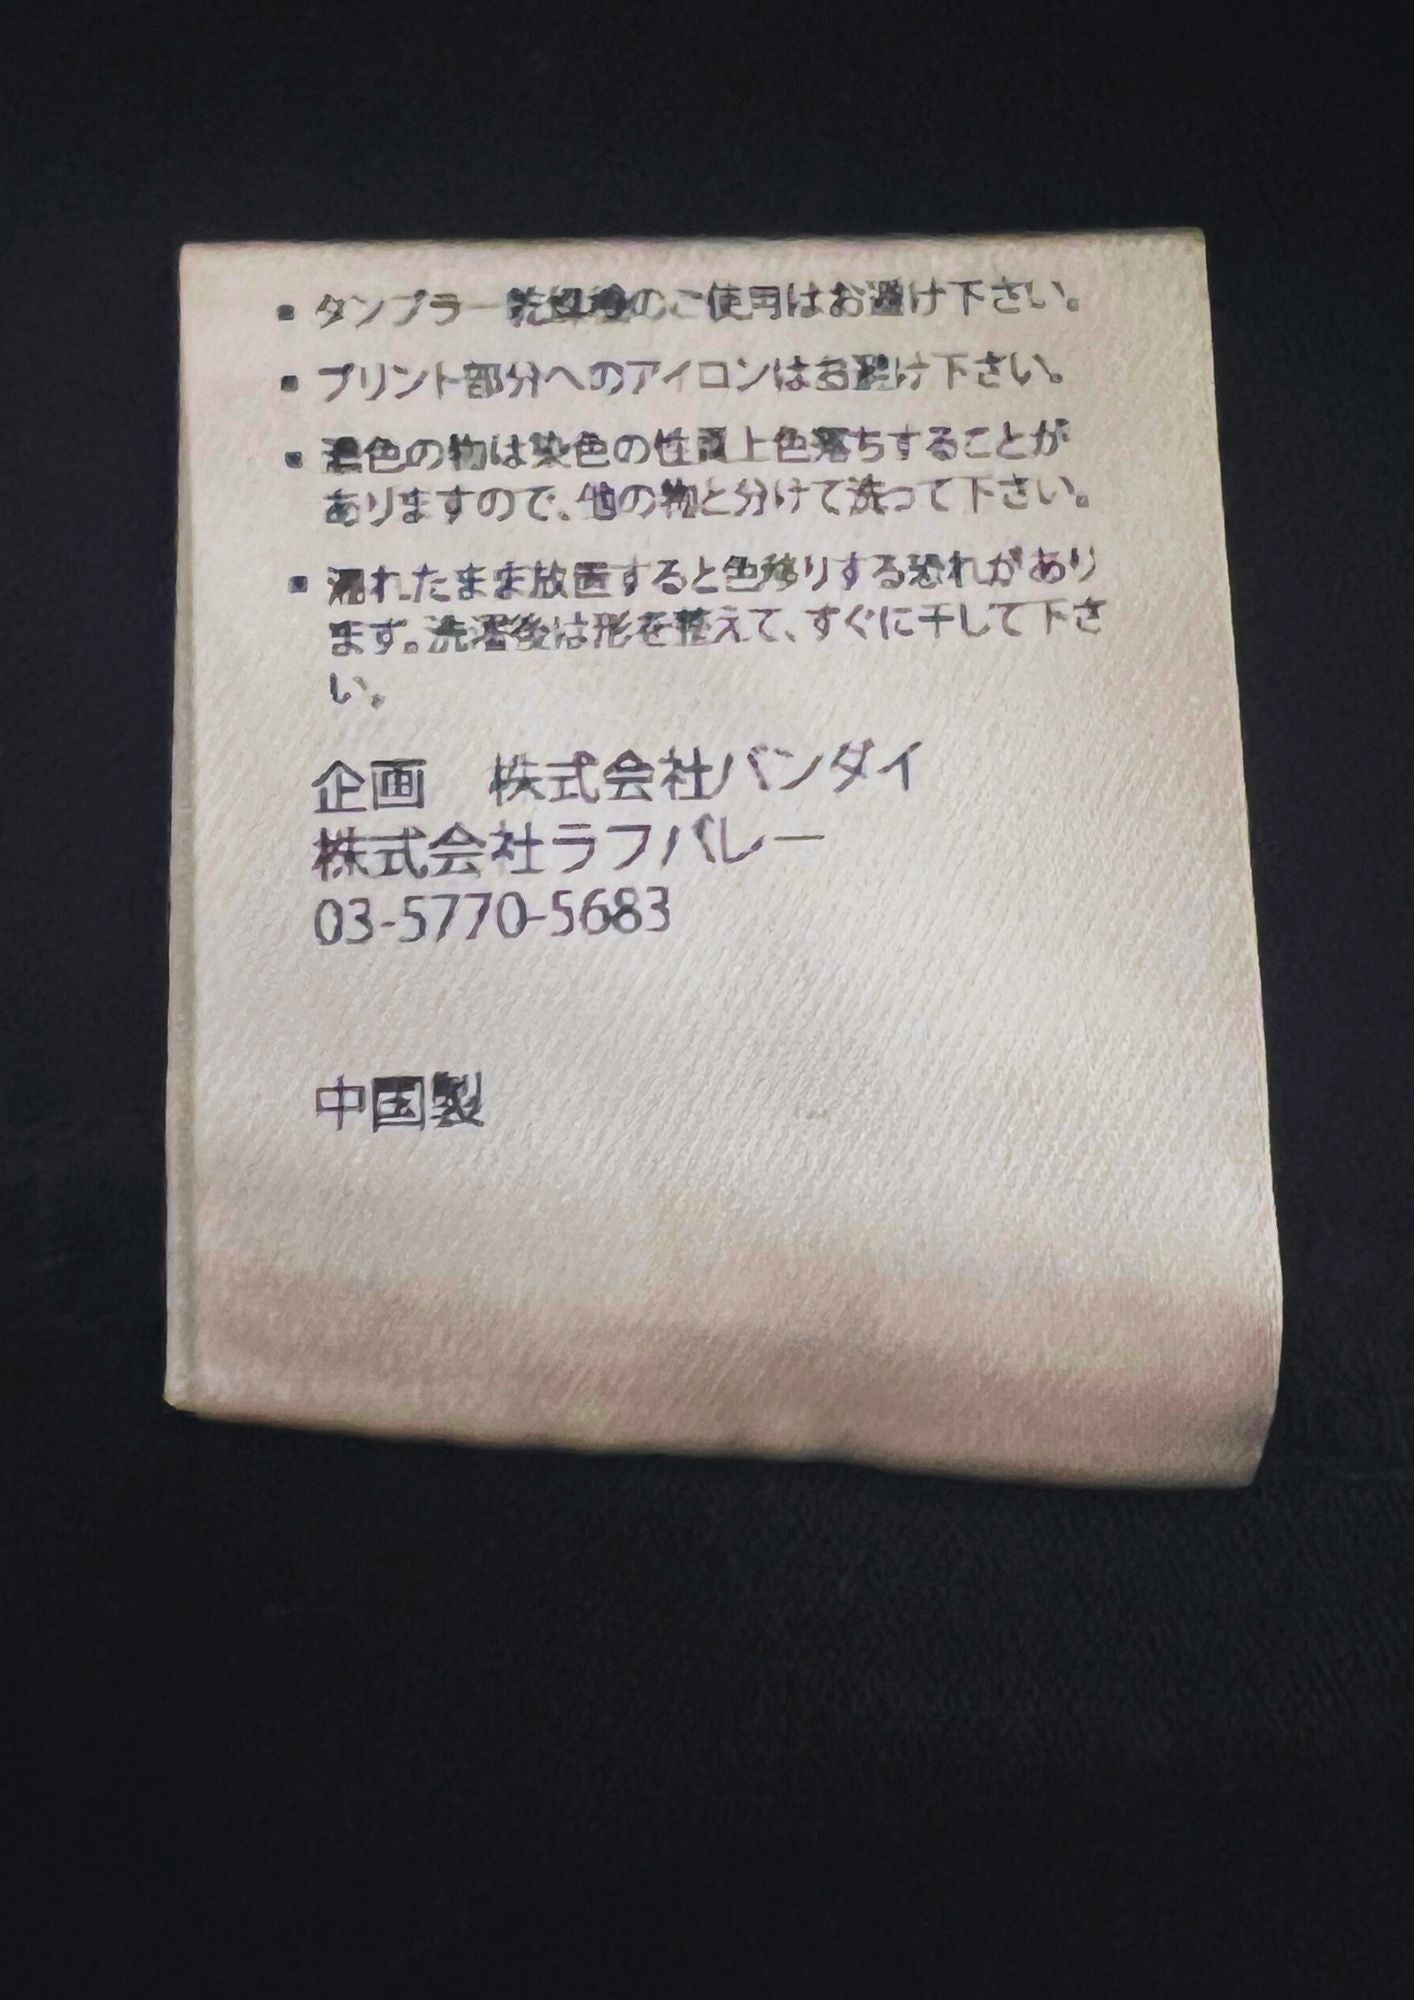 ・タンブラー乾燥機のご使用はお避け下さい。
・プリント部分へのアイロンはお避け下さい。
・濃色の物は染色の性質上色落ちすることが
ありますので、他の物と分けて洗って下さい。
・濡れたまま放置すると色移りする恐れがあり
ます。洗濯後は形を整えて、すぐに干して下さ
い。
企画　株式会社バンダイ
株式会社ラフバレー
03-5770-5683
中国製